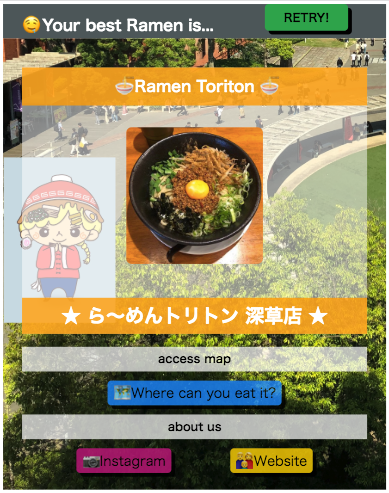 🤤Your best Ramen is...
RETRY!
🍜Ramen Toriton 🍜
★ ら〜めんトリトン 深草店 ★
access map
🗺️Where can you eat it?
about us
📷Instagram
Website